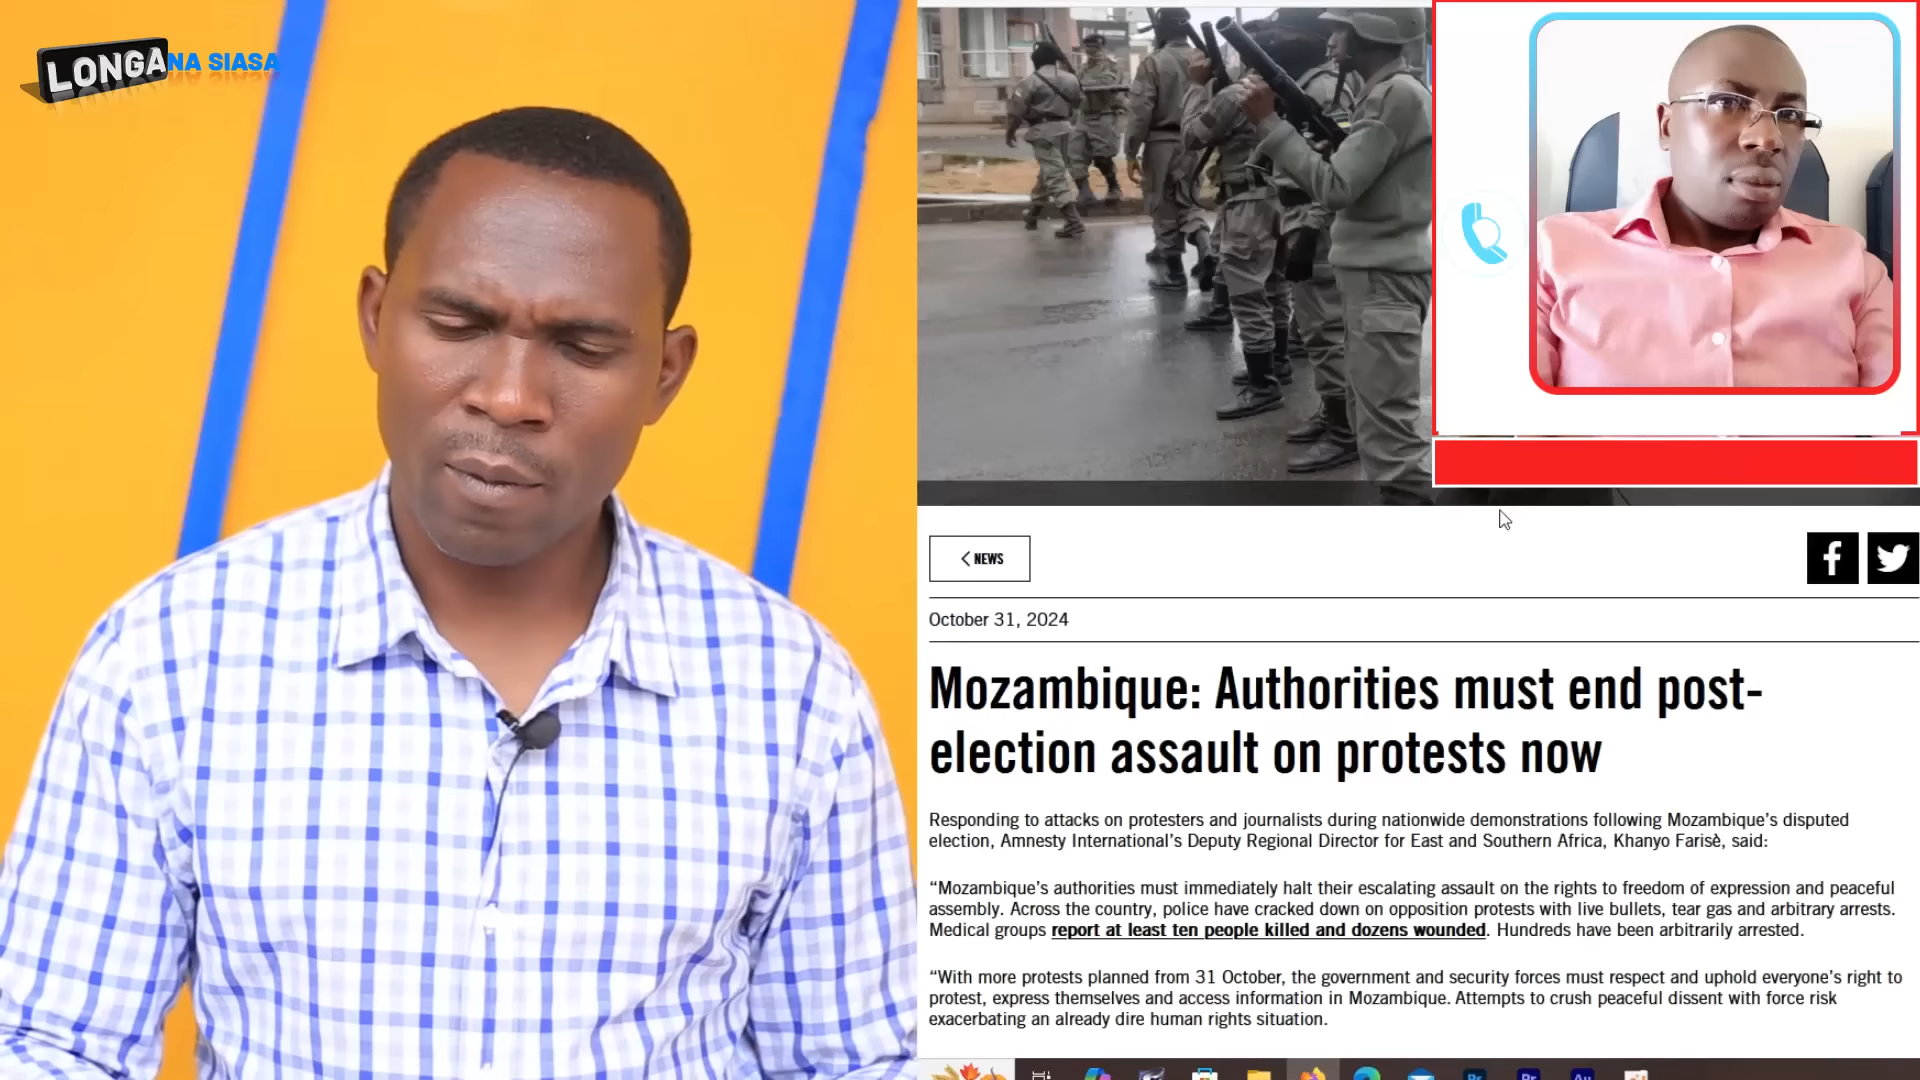 LONGA NA SIASA
NEWS
October 31, 2024
Mozambique: Authorities must end post-
election assault on protests now
Responding to attacks on protesters and journalists during nationwide demonstrations following Mozambique’s disputed
election, Amnesty International’s Deputy Regional Director for East and Southern Africa, Khanyo Farisè, said:
“Mozambique’s authorities must immediately halt their escalating assault on the rights to freedom of expression and peaceful
assembly. Across the country, police have cracked down on opposition protests with live bullets, tear gas and arbitrary arrests.
Medical groups report at least ten people killed and dozens wounded. Hundreds have been arbitrarily arrested.
“With more protests planned from 31 October, the government and security forces must respect and uphold everyone’s right to
protest, express themselves and access information in Mozambique. Attempts to crush peaceful dissent with force risk
exacerbating an already dire human rights situation.